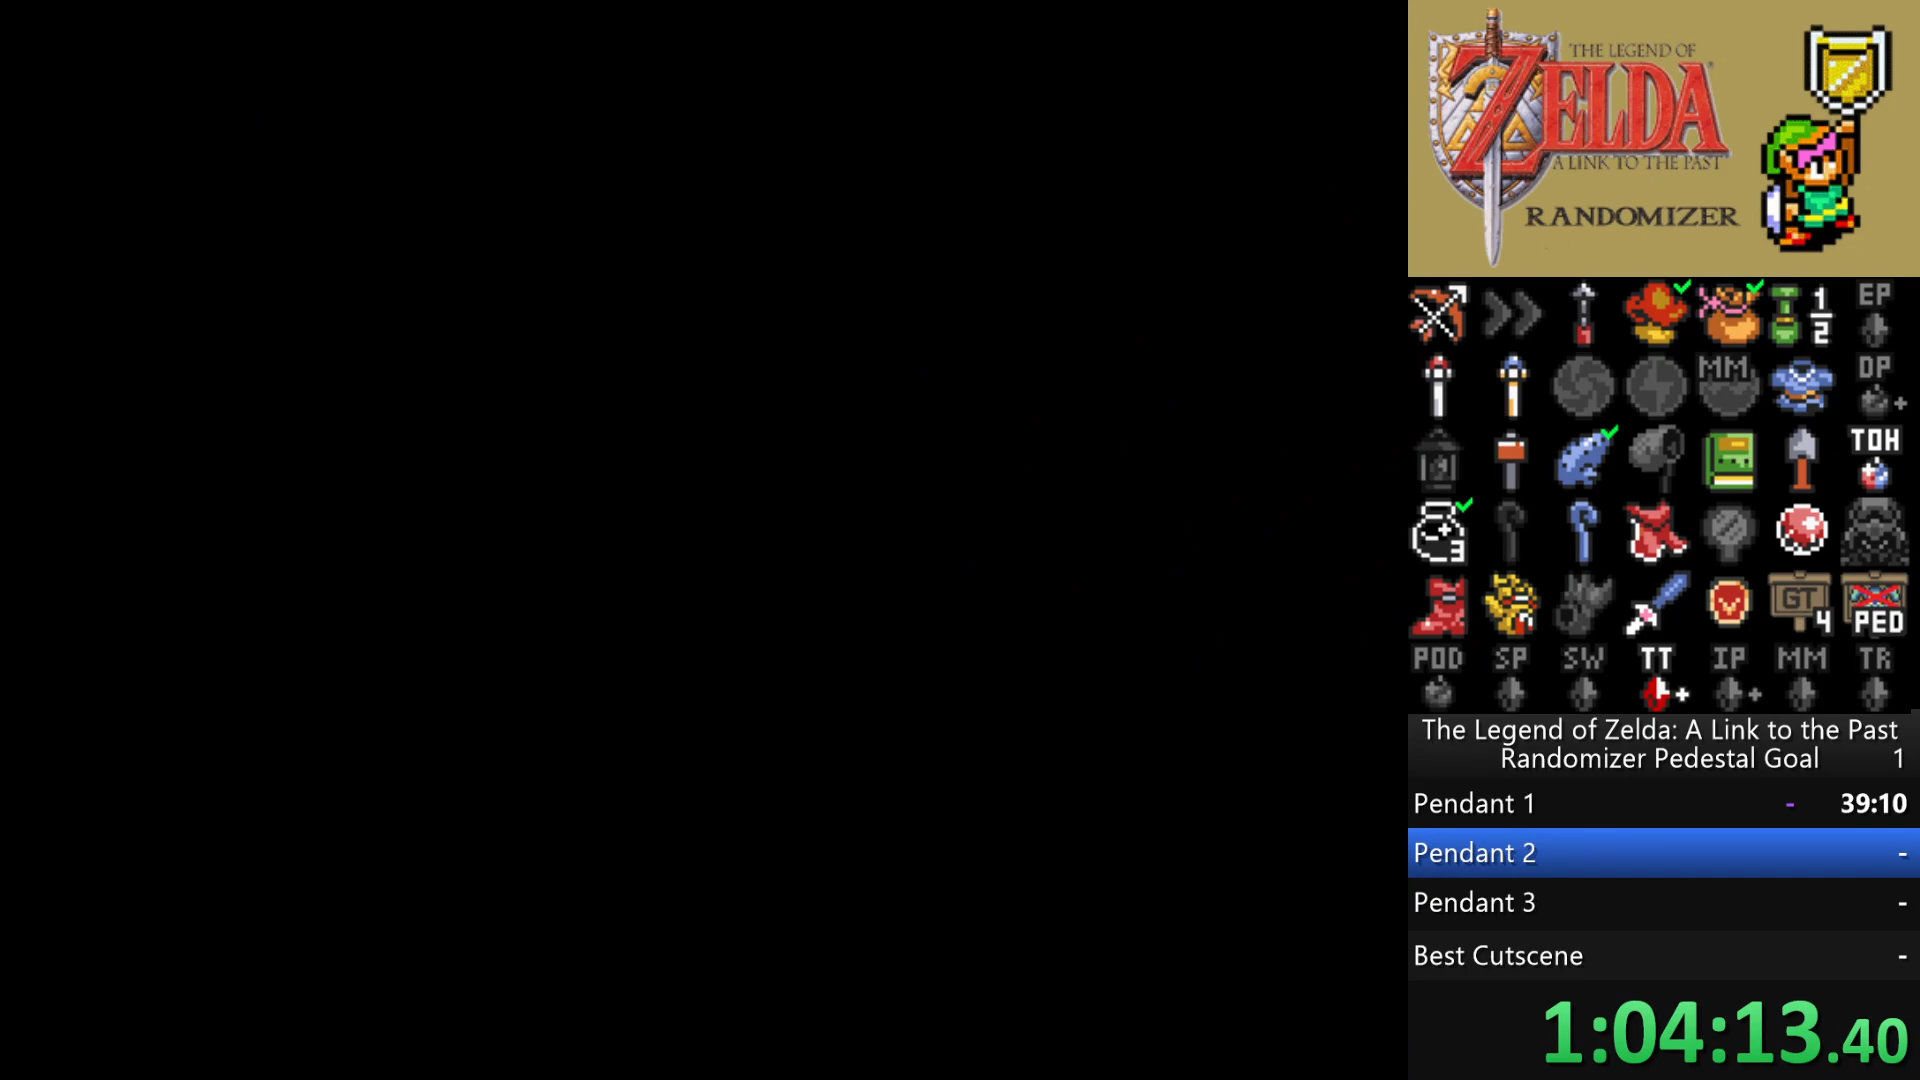 THE LEGEND OF
ZELDA
A LINK TO THE PAST
RANDOMIZER
1/2
EP
MM
DP
TOH
3
GT 4
PED
POD SP SW TT IP MM TR
The Legend of Zelda: A Link to the Past
Randomizer Pedestal Goal 1
Pendant 1 - 39:10
Pendant 2 -
Pendant 3 -
Best Cutscene -
1:04:13.40